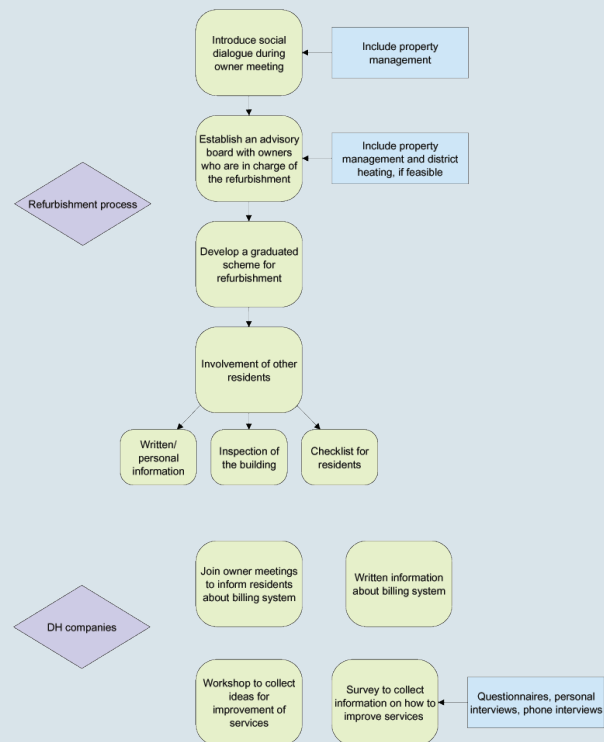 Introduce social
dialogue during
owner meeting
Include property
management
Establish an advisory
board with owners
who are in charge of
the refurbishment
Include property
management and district
heating, if feasible
Refurbishment process
Develop a graduated
scheme for
refurbishment
Involvement of other
residents
Written/
personal
information
Inspection of
the building
Checklist for
residents
Join owner meetings
to inform residents
about billing system
Written information
about billing system
DH companies
Workshop to collect
ideas for
improvement of
services
Survey to collect
information on how to
improve services
Questionnaires, personal
interviews, phone interviews